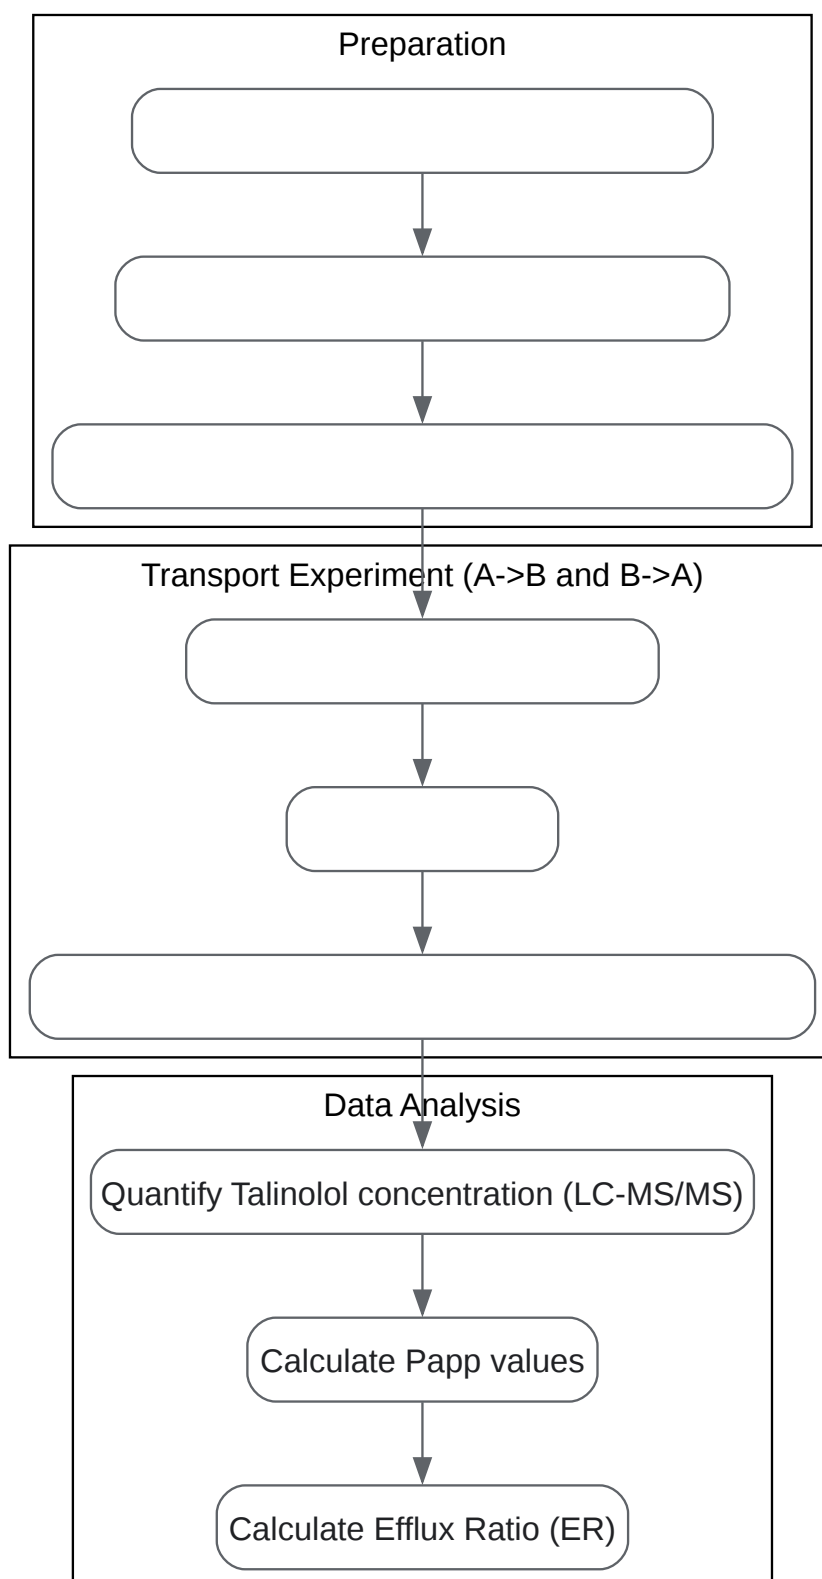 Preparation
Transport Experiment (A->B and B->A)
Data Analysis
Quantify Talinolol concentration (LC-MS/MS)
Calculate Papp values
Calculate Efflux Ratio (ER)